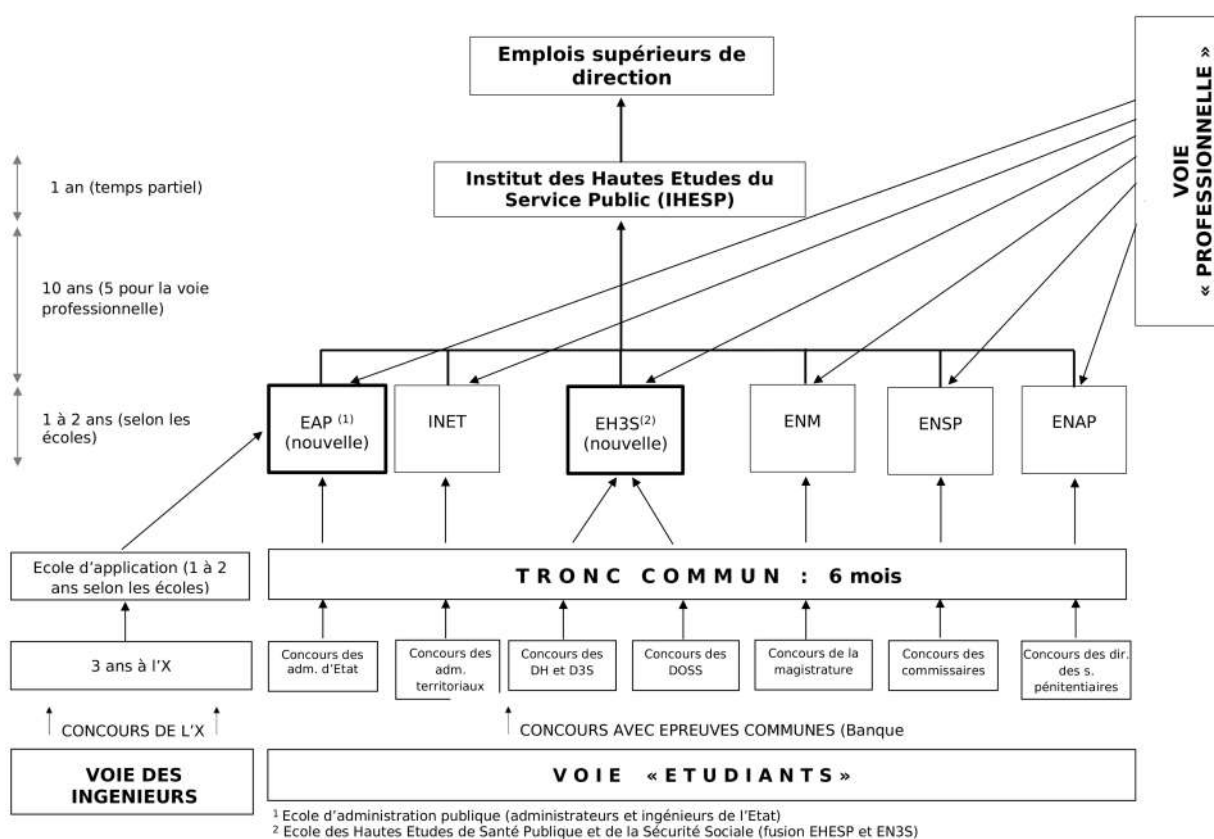 Emplois supérieurs de
direction
VOIE
« PROFESSIONNELLE »
1 an (temps partiel)
Institut des Hautes Etudes du
Service Public (IHESP)
10 ans (5 pour la voie
professionnelle)
1 à 2 ans (selon les
écoles)
EAP (1)
(nouvelle)
INET
EH3S(2)
(nouvelle)
ENM
ENSP
ENAP
Ecole d’application (1 à 2
ans selon les écoles)
TRONC COMMUN : 6 mois
3 ans à l’X
Concours des
adm. d’Etat
Concours des
adm.
territoriaux
Concours des
DH et D3S
Concours des
DOSS
Concours de la
magistrature
Concours des
commissaires
Concours des dir.
des s.
pénitentiaires
CONCOURS DE L’X
CONCOURS AVEC EPREUVES COMMUNES (Banque
VOIE DES
INGENIEURS
VOIE «ETUDIANTS»
1 Ecole d’administration publique (administrateurs et ingénieurs de l’Etat)
2 Ecole des Hautes Etudes de Santé Publique et de la Sécurité Sociale (fusion EHESP et EN3S)